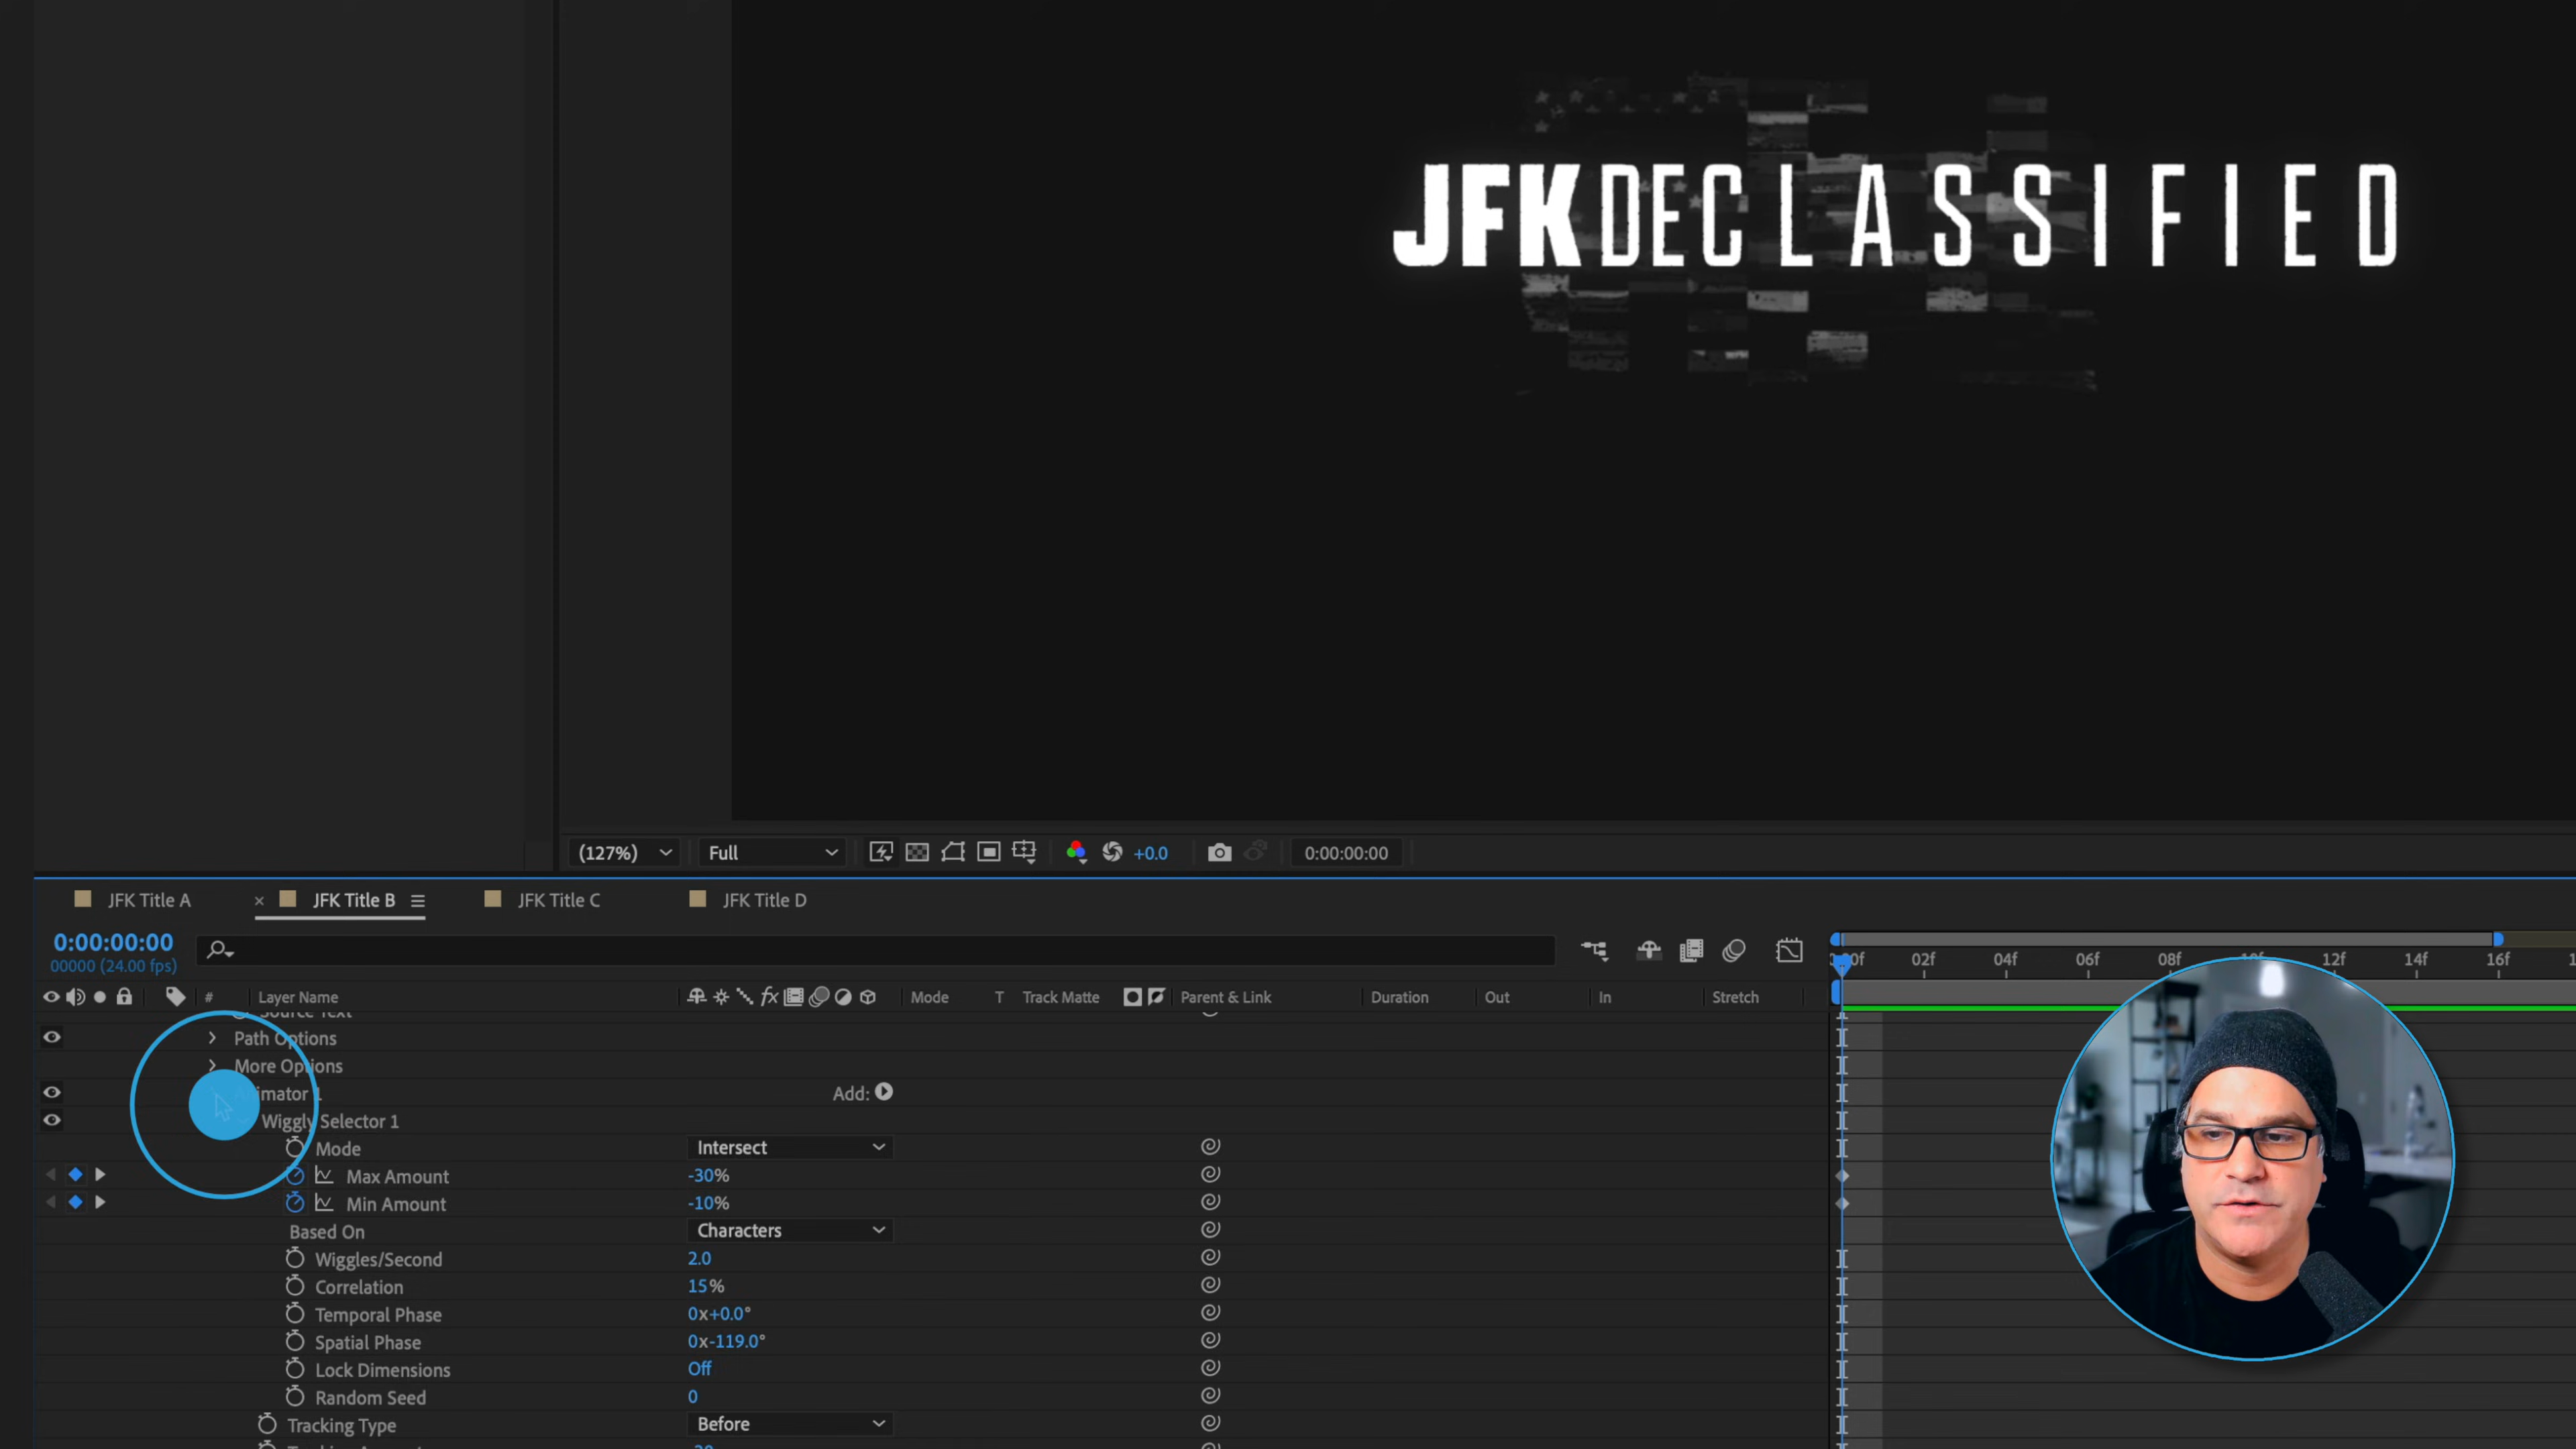 JFKDECLASSIFIED
(127%) Full +0.0 0:00:00:00
JFK Title A × JFK Title B JFK Title C JFK Title D
0:00:00:00
00000 (24.00 fps)
02f 04f 06f 08f 12f 14f 16f
# Layer Name fx Mode T Track Matte Parent & Link Duration Out In Stretch
Source Text
Path Options
More Options
Add:
Wiggly Selector 1
Mode Intersect
Max Amount -30%
Min Amount -10%
Based On Characters
Wiggles/Second 2.0
Correlation 15%
Temporal Phase 0x+0.0°
Spatial Phase 0x-119.0°
Lock Dimensions Off
Random Seed 0
Tracking Type Before